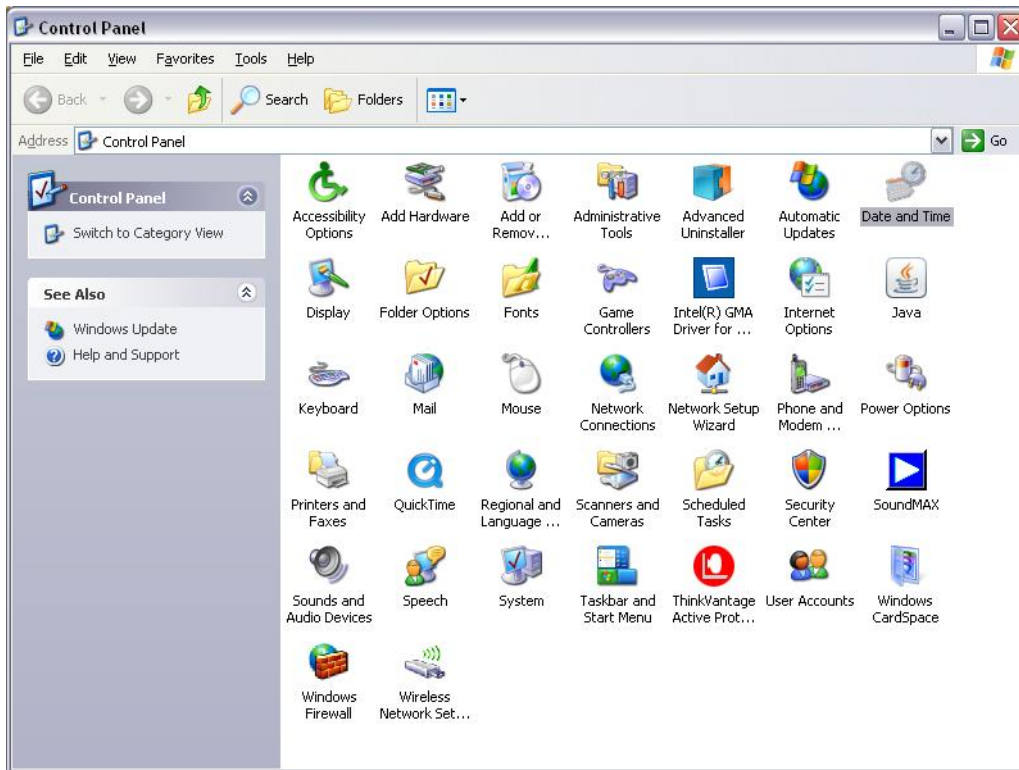 Control Panel
File Edit View Favorites Tools Help
Back Search Folders
Address Control Panel Go
Control Panel
Switch to Category View
See Also
Windows Update
Help and Support
Accessibility Options
Add Hardware
Add or Remov...
Administrative Tools
Advanced Uninstaller
Automatic Updates
Date and Time
Display
Folder Options
Fonts
Game Controllers
Intel(R) GMA Driver for ...
Internet Options
Java
Keyboard
Mail
Mouse
Network Connections
Network Setup Wizard
Phone and Modem ...
Power Options
Printers and Faxes
QuickTime
Regional and Language ...
Scanners and Cameras
Scheduled Tasks
Security Center
SoundMAX
Sounds and Audio Devices
Speech
System
Taskbar and Start Menu
ThinkVantage Active Prot...
User Accounts
Windows CardSpace
Windows Firewall
Wireless Network Set...